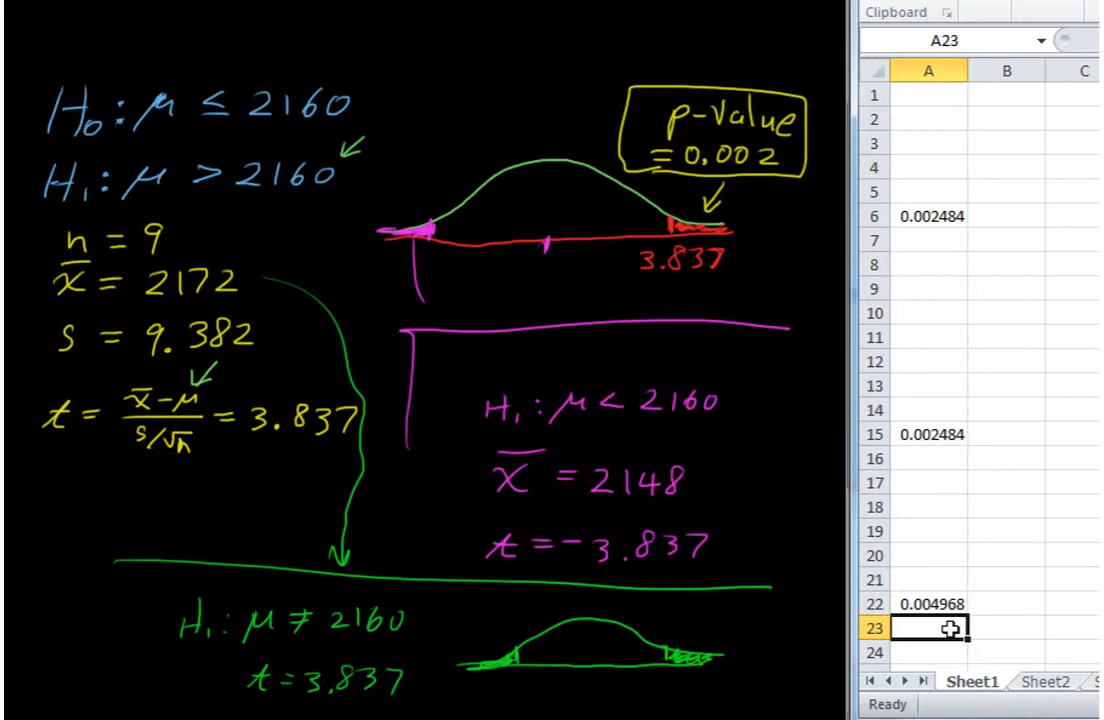 H₀: μ ≤ 2160
H₁: μ > 2160
n = 9
x̄ = 2172
s = 9.382
t = (x̄-μ)/(s/√n) = 3.837
p-value
= 0.002
3.837
H₁: μ < 2160
x̄ = 2148
t = -3.837
H₁: μ ≠ 2160
t = 3.837
Clipboard
A23
A B C
1
2
3
4
5
6 0.002484
7
8
9
10
11
12
13
14
15 0.002484
16
17
18
19
20
21
22 0.004968
23
24
Sheet1 Sheet2 S
Ready